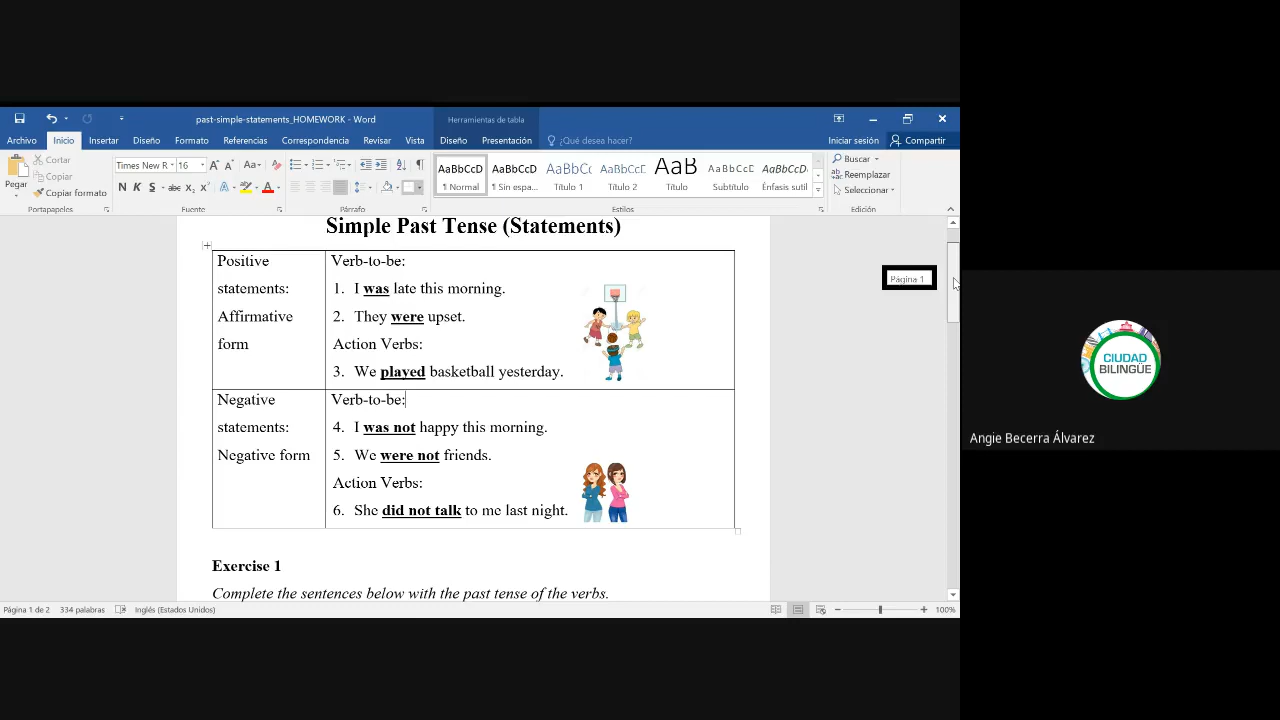 past-simple-statements_HOMEWORK - Word
Herramientas de tabla
Archivo Inicio Insertar Diseño Formato Referencias Correspondencia Revisar Vista Diseño Presentación ¿Qué desea hacer? Iniciar sesión Compartir
Pegar
Cortar
Copiar
Copiar formato
Portapapeles
Times New R 16
Aa
N K S abc x₂ x²
Fuente
Párrafo
AaBbCcD AaBbCcD AaBbCc AaBbCcE AaB AaBbCcC AaBbCcD
¶ Normal ¶ Sin espa... Título 1 Título 2 Título Subtítulo Énfasis sutil
Estilos
Buscar
Reemplazar
Seleccionar
Edición
Simple Past Tense (Statements)
Positive statements: Affirmative form
Verb-to-be:
1. I was late this morning.
2. They were upset.
Action Verbs:
3. We played basketball yesterday.
Negative statements: Negative form
Verb-to-be:
4. I was not happy this morning.
5. We were not friends.
Action Verbs:
6. She did not talk to me last night.
Exercise 1
Complete the sentences below with the past tense of the verbs.
Página 1
Página 1 de 2 334 palabras Inglés (Estados Unidos) 100%
CIUDAD
BILINGÜE
Angie Becerra Álvarez